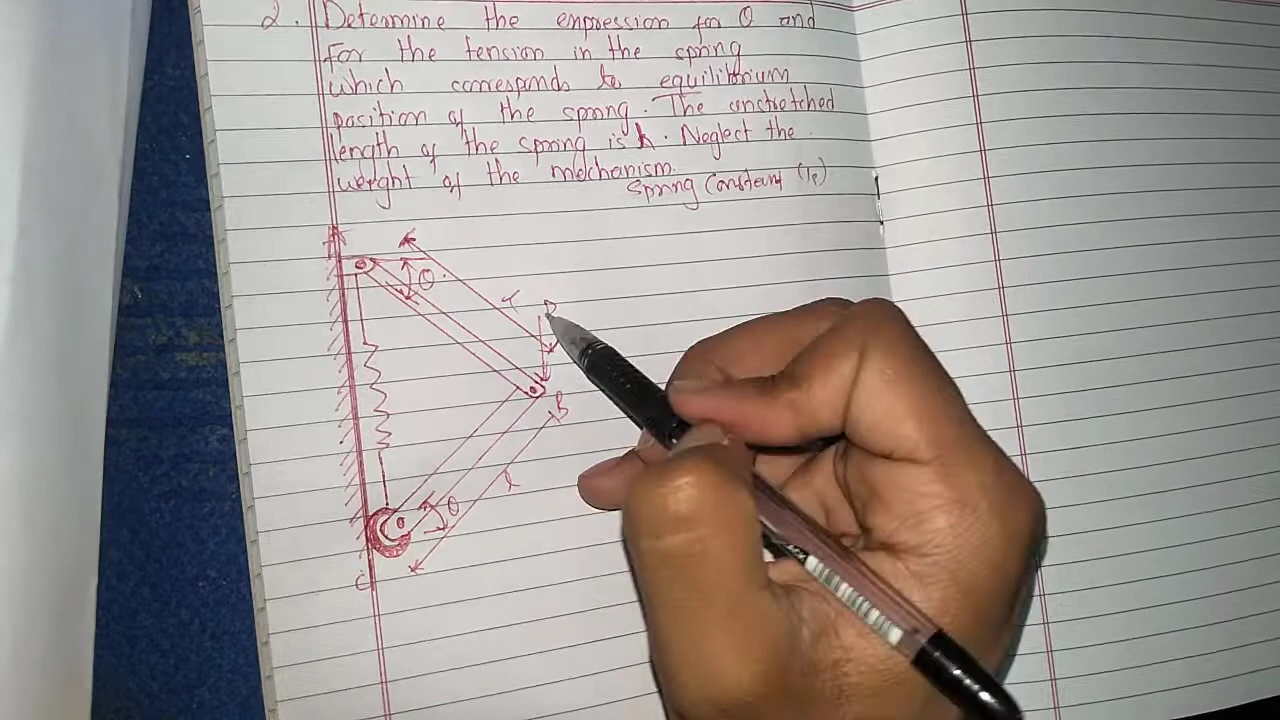 2. Determine the expression for θ and
For the tension in the spring
which corresponds to equilibrium
position of the spring. The unstretched
length of the spring is h. Neglect the
weight of the mechanism.
Spring Constant (k)
θ
l
P
B
l
θ
C